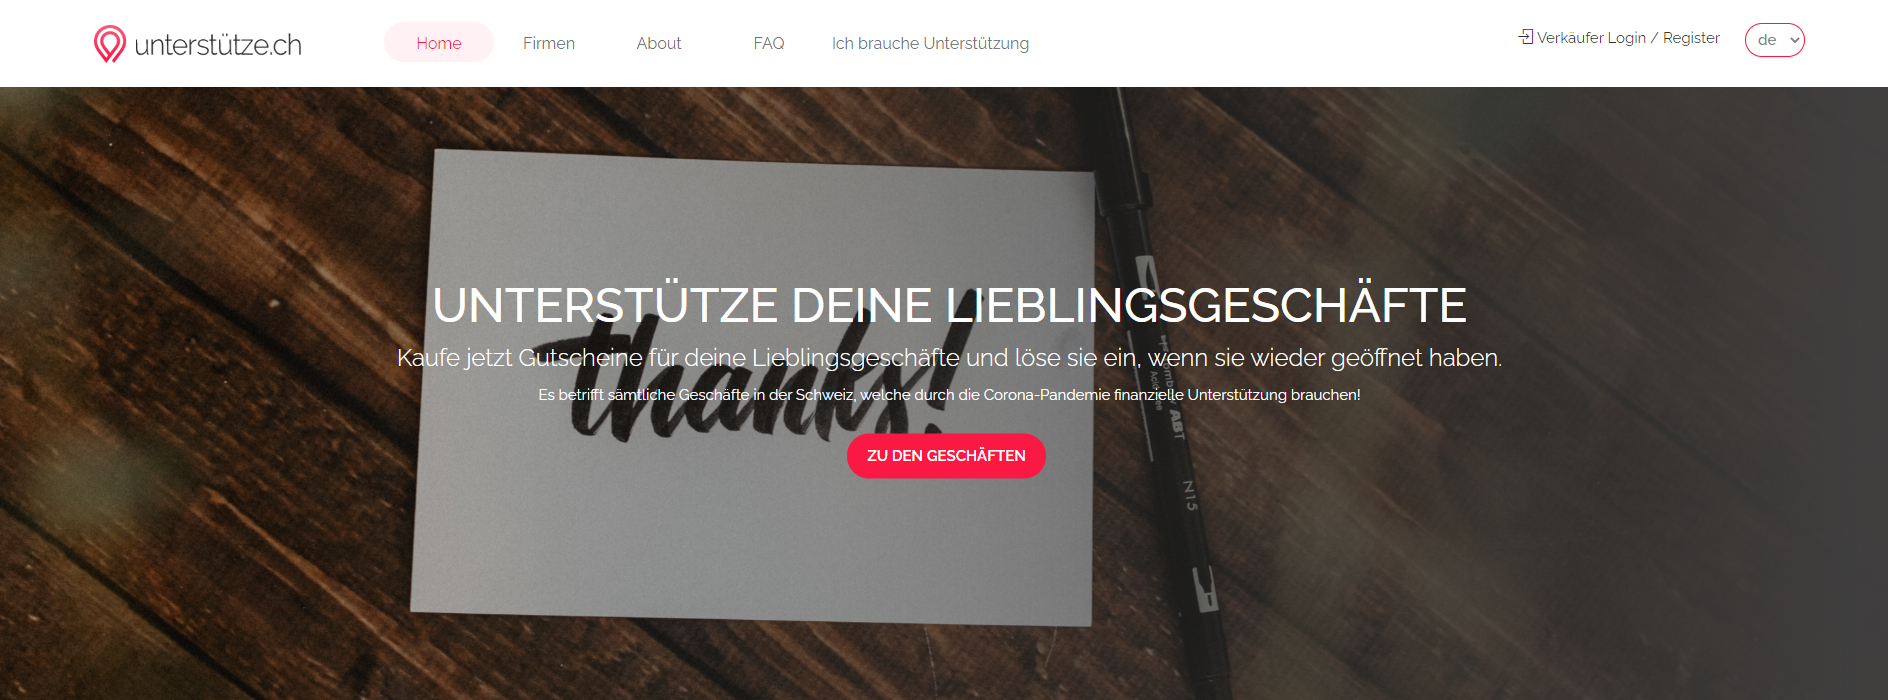 unterstütze.ch
Home
Firmen
About
FAQ
Ich brauche Unterstützung
Verkäufer Login / Register
de
UNTERSTÜTZE DEINE LIEBLINGSGESCHÄFTE
Kaufe jetzt Gutscheine für deine Lieblingsgeschäfte und löse sie ein, wenn sie wieder geöffnet haben.
Es betrifft sämtliche Geschäfte in der Schweiz, welche durch die Corona-Pandemie finanzielle Unterstützung brauchen!
thanks!
ZU DEN GESCHÄFTEN
ABT
N15